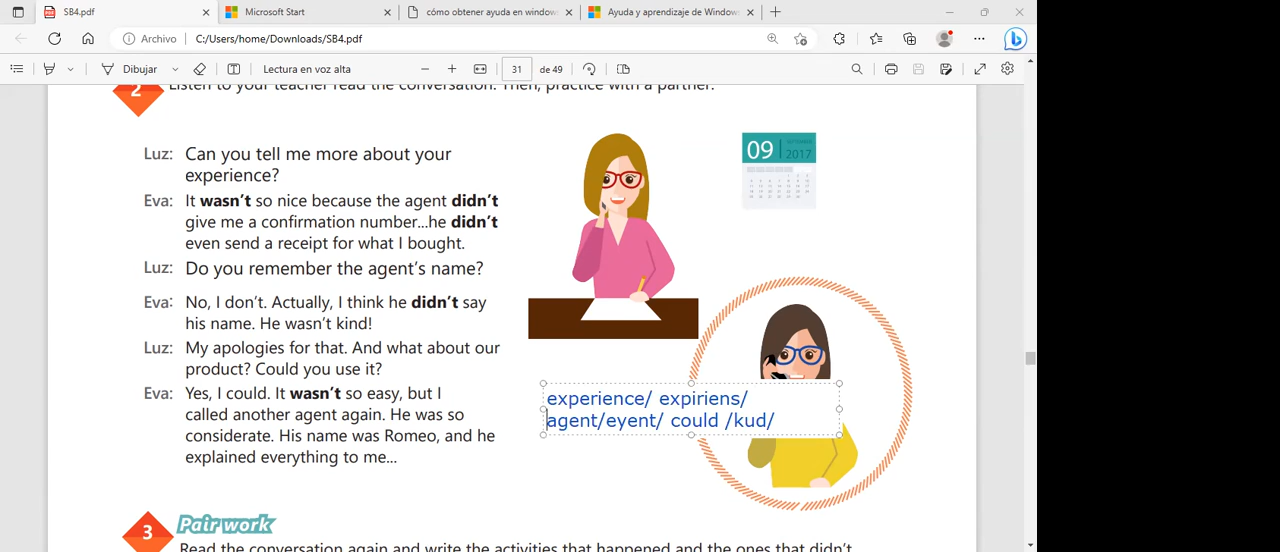 SB4.pdf
Microsoft Start
cómo obtener ayuda en window
Ayuda y aprendizaje de Window
Archivo
C:/Users/home/Downloads/SB4.pdf
Dibujar
Lectura en voz alta
31
de 49
2
Listen to your teacher read the conversation. Then, practice with a partner.
09
SEPTEMBER
2017
Luz: Can you tell me more about your
experience?
Eva: It wasn't so nice because the agent didn't
give me a confirmation number...he didn't
even send a receipt for what I bought.
Luz: Do you remember the agent's name?
Eva: No, I don't. Actually, I think he didn't say
his name. He wasn't kind!
Luz: My apologies for that. And what about our
product? Could you use it?
Eva: Yes, I could. It wasn't so easy, but I
called another agent again. He was so
considerate. His name was Romeo, and he
explained everything to me...
experience/ expiriens/
agent/eyent/ could /kud/
3
Pair work
Read the conversation again and write the activities that happened and the ones that didn't